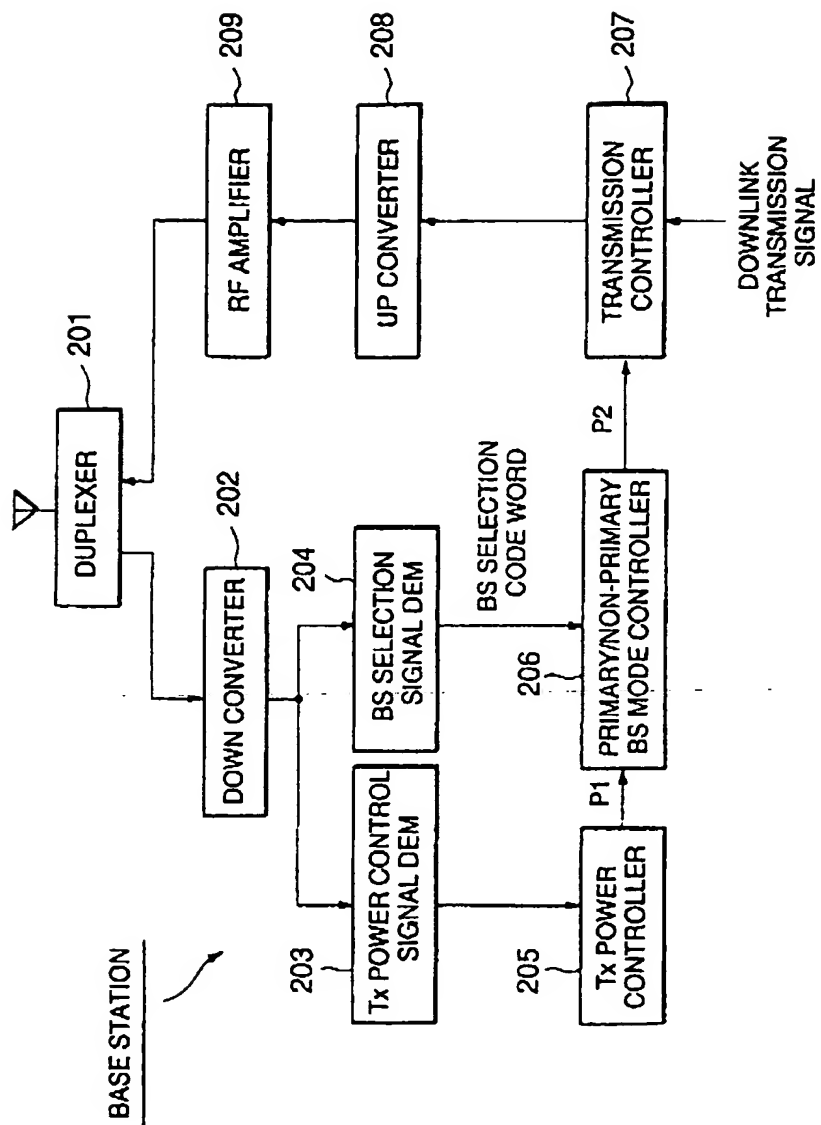 BASE STATION
DUPLEXER
201
DOWN CONVERTER
202
Tx POWER CONTROL
SIGNAL DEM
203
BS SELECTION
SIGNAL DEM
204
BS SELECTION
CODE WORD
Tx POWER
CONTROLLER
205
P1
PRIMARY/NON-PRIMARY
BS MODE CONTROLLER
206
P2
RF AMPLIFIER
209
UP CONVERTER
208
TRANSMISSION
CONTROLLER
207
DOWNLINK
TRANSMISSION
SIGNAL